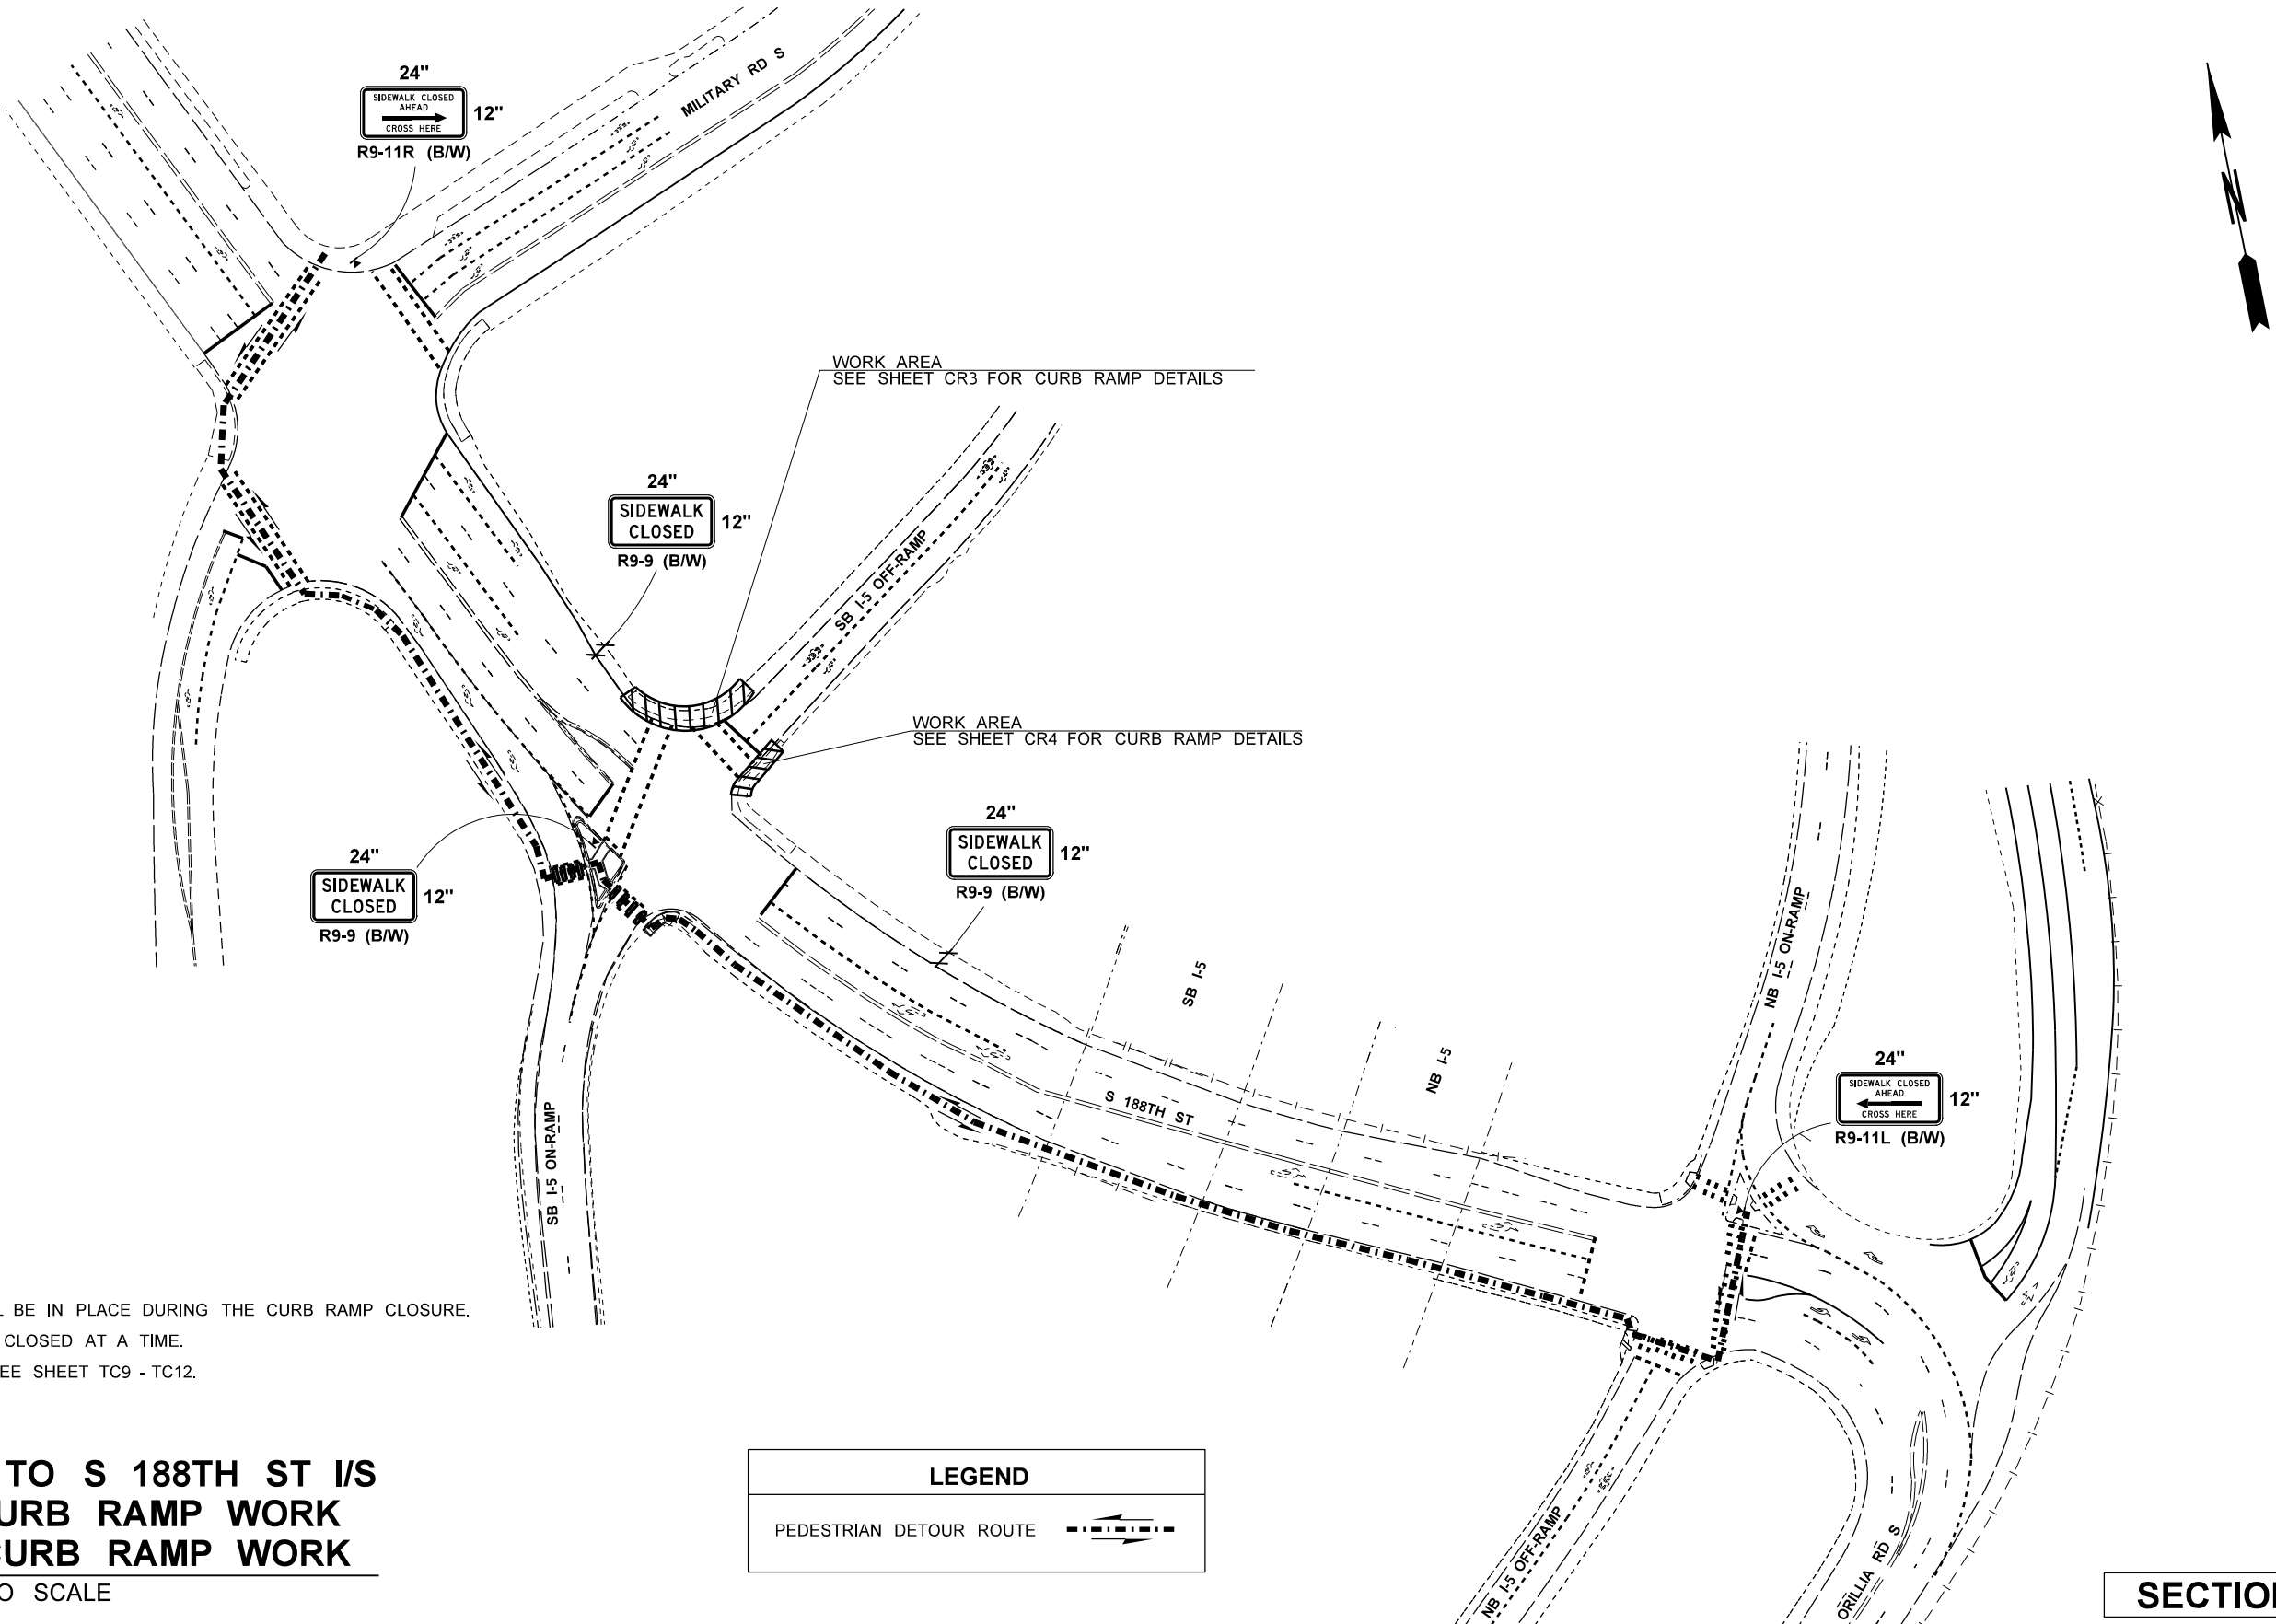 MILITARY RD S
24"
SIDEWALK CLOSED
AHEAD
CROSS HERE
12"
R9-11R (B/W)
N
WORK AREA
SEE SHEET CR3 FOR CURB RAMP DETAILS
24"
SIDEWALK
CLOSED
12"
R9-9 (B/W)
SB I-5 OFF-RAMP
WORK AREA
SEE SHEET CR4 FOR CURB RAMP DETAILS
24"
SIDEWALK
CLOSED
12"
R9-9 (B/W)
24"
SIDEWALK
CLOSED
12"
R9-9 (B/W)
SB I-5
NB I-5
NB I-5 ON-RAMP
S 188TH ST
24"
SIDEWALK CLOSED
AHEAD
CROSS HERE
12"
R9-11L (B/W)
SB I-5 ON-RAMP
BE IN PLACE DURING THE CURB RAMP CLOSURE.
CLOSED AT A TIME.
EE SHEET TC9 - TC12.
TO S 188TH ST I/S
URB RAMP WORK
CURB RAMP WORK
O SCALE
LEGEND
PEDESTRIAN DETOUR ROUTE
NB I-5 OFF-RAMP
ORILLIA RD S
SECTION